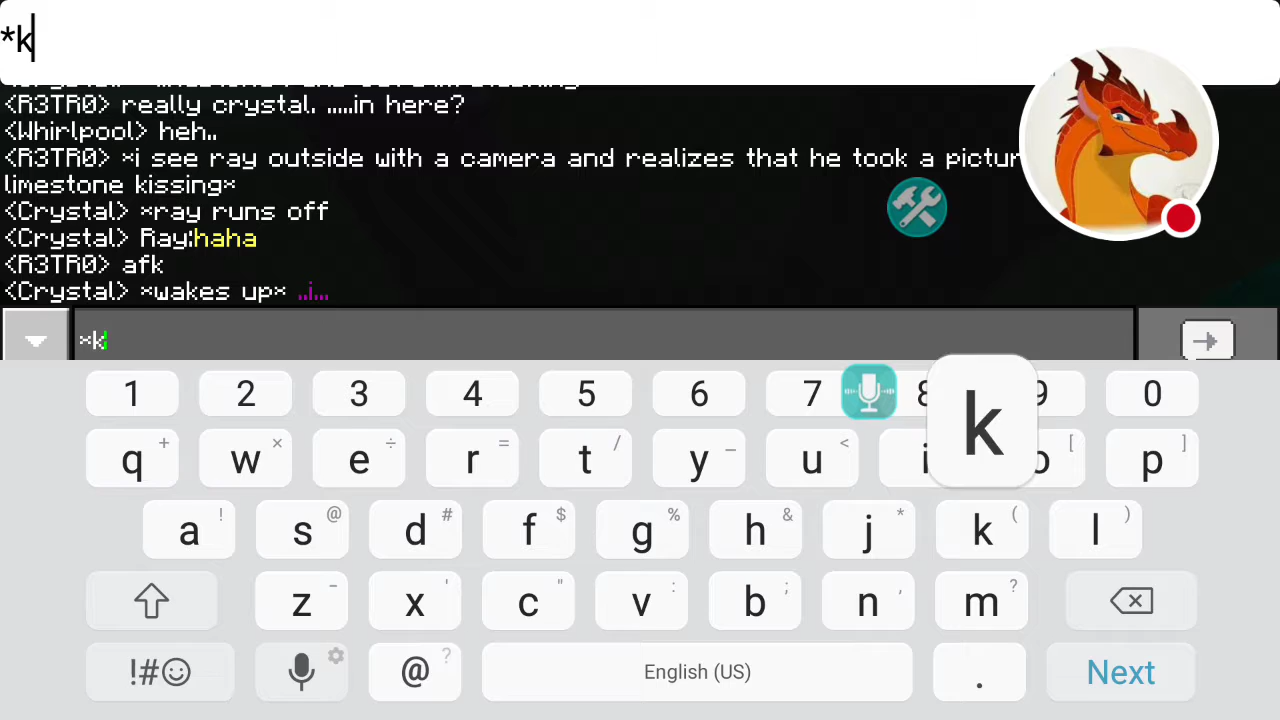 *k
<R3TR0> really crystal. .....in here?
<Whirlpool> heh..
<R3TR0> *i see ray outside with a camera and realizes that he took a pictur
limestone kissing*
<Crystal> *ray runs off
<Crystal> Ray:haha
<R3TR0> afk
<Crystal> *wakes up* ..i...
*k
1 2 3 4 5 6 7 8 9 0
k
q + w × e ÷ r = t / y _ u < i o [ p ]
a ! s @ d # f $ g % h & j * k ( l )
z - x ' c " v : b ; n , m ?
!#☺ @ ? English (US) . Next